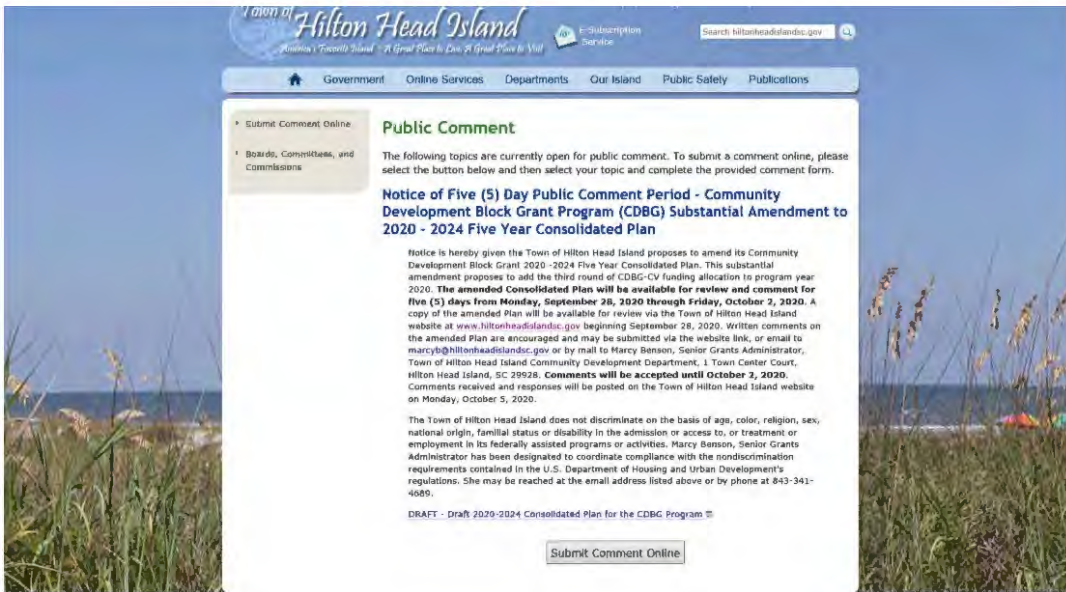 Town of
Hilton Head Island
America's Favorite Island - A Great Place to Live, A Great Place to Visit
E-Subscription
Service
Search hiltonheadislandsc.gov
Government Online Services Departments Our Island Public Safety Publications
Submit Comment Online
Boards, Committees, and
Commissions
Public Comment
The following topics are currently open for public comment. To submit a comment online, please
select the button below and then select your topic and complete the provided comment form.
Notice of Five (5) Day Public Comment Period - Community
Development Block Grant Program (CDBG) Substantial Amendment to
2020 - 2024 Five Year Consolidated Plan
Notice is hereby given the Town of Hilton Head Island proposes to amend its Community
Development Block Grant 2020 -2024 Five Year Consolidated Plan. This substantial
amendment proposes to add the third round of CDBG-CV funding allocation to program year
2020. The amended Consolidated Plan will be available for review and comment for
five (5) days from Monday, September 28, 2020 through Friday, October 2, 2020. A
copy of the amended Plan will be available for review via the Town of Hilton Head Island
website at www.hiltonheadislandsc.gov beginning September 28, 2020. Written comments on
the amended Plan are encouraged and may be submitted via the website link, or email to
marcyb@hiltonheadislandsc.gov or by mail to Marcy Benson, Senior Grants Administrator,
Town of Hilton Head Island Community Development Department, 1 Town Center Court,
Hilton Head Island, SC 29928. Comments will be accepted until October 2, 2020.
Comments received and responses will be posted on the Town of Hilton Head Island website
on Monday, October 5, 2020.
The Town of Hilton Head Island does not discriminate on the basis of age, color, religion, sex,
national origin, familial status or disability in the admission or access to, or treatment or
employment in its federally assisted programs or activities. Marcy Benson, Senior Grants
Administrator has been designated to coordinate compliance with the nondiscrimination
requirements contained in the U.S. Department of Housing and Urban Development's
regulations. She may be reached at the email address listed above or by phone at 843-341-
4689.
DRAFT - Draft 2020-2024 Consolidated Plan for the CDBG Program
Submit Comment Online